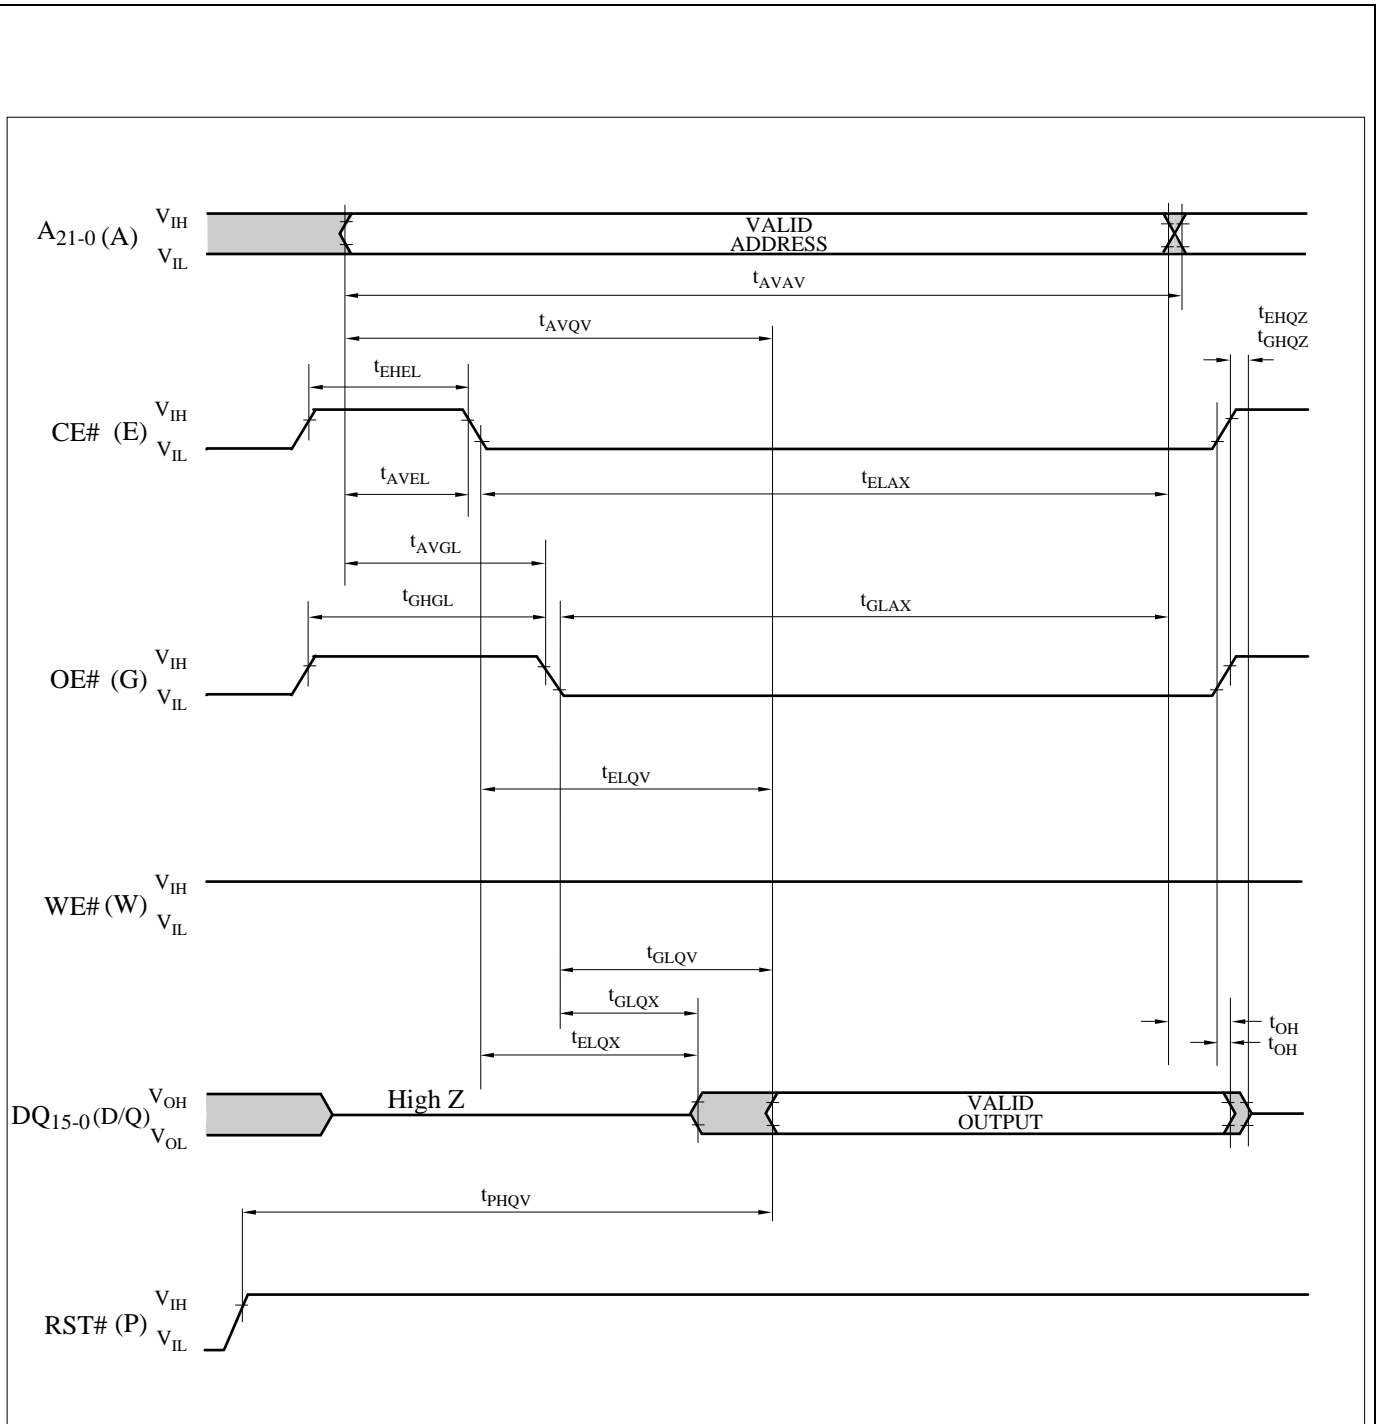 A21-0 (A)
VIH
VIL
VALID
ADDRESS
tAVAV
tAVQV
tEHQZ
tGHQZ
tEHEL
CE# (E)
VIH
VIL
tAVEL
tELAX
tAVGL
tGHGL
tGLAX
OE# (G)
VIH
VIL
tELQV
WE# (W)
VIH
VIL
tGLQV
tGLQX
tELQX
tOH
tOH
DQ15-0 (D/Q)
VOH
VOL
High Z
VALID
OUTPUT
tPHQV
RST# (P)
VIH
VIL